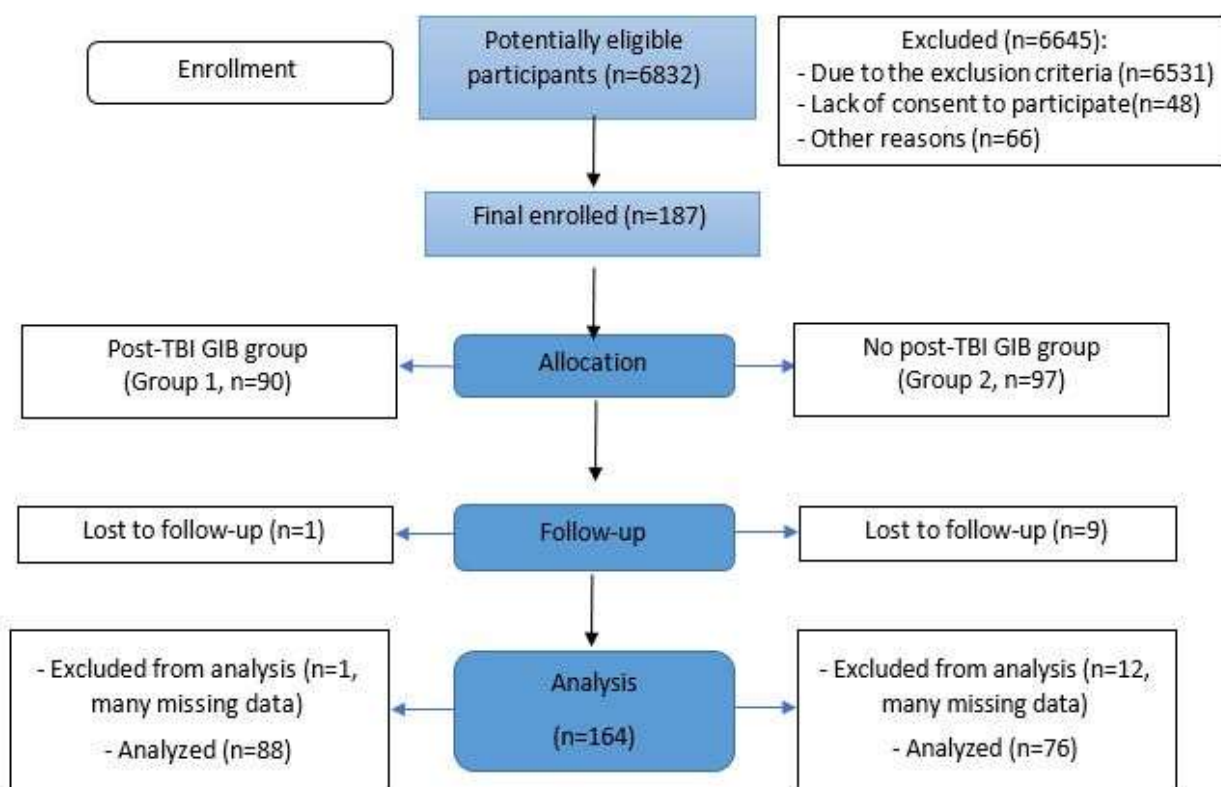 Enrollment
Potentially eligible
participants (n=6832)
Excluded (n=6645):
- Due to the exclusion criteria (n=6531)
- Lack of consent to participate(n=48)
- Other reasons (n=66)
Final enrolled (n=187)
Post-TBI GIB group
(Group 1, n=90)
Allocation
No post-TBI GIB group
(Group 2, n=97)
Lost to follow-up (n=1)
Follow-up
Lost to follow-up (n=9)
- Excluded from analysis (n=1,
many missing data)
- Analyzed (n=88)
Analysis
(n=164)
- Excluded from analysis (n=12,
many missing data)
- Analyzed (n=76)